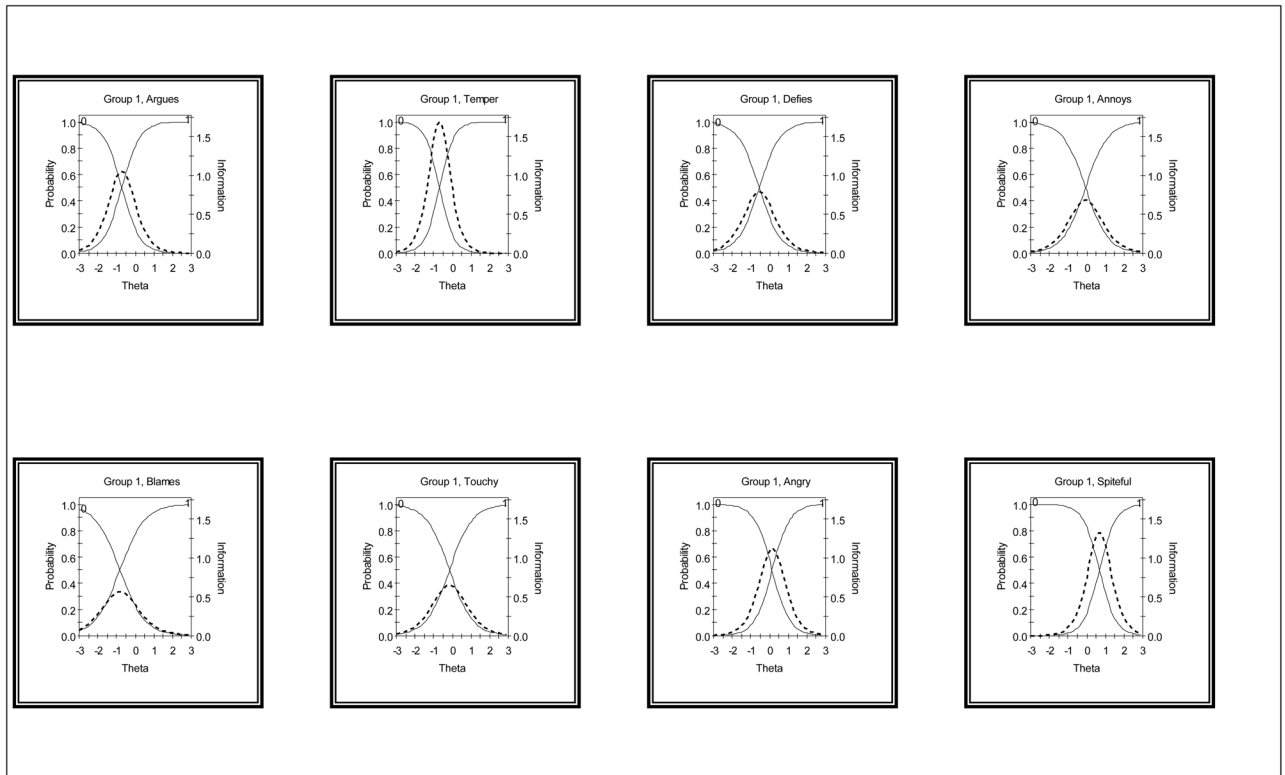 Group 1, Argues
0 1
Probability
1.0
0.8
0.6
0.4
0.2
0.0
1.5
1.0
0.5
0.0
Information
-3 -2 -1 0 1 2 3
Theta
Group 1, Temper
0 1
Probability
1.0
0.8
0.6
0.4
0.2
0.0
1.5
1.0
0.5
0.0
Information
-3 -2 -1 0 1 2 3
Theta
Group 1, Defies
0 1
Probability
1.0
0.8
0.6
0.4
0.2
0.0
1.5
1.0
0.5
0.0
Information
-3 -2 -1 0 1 2 3
Theta
Group 1, Annoys
0 1
Probability
1.0
0.8
0.6
0.4
0.2
0.0
1.5
1.0
0.5
0.0
Information
-3 -2 -1 0 1 2 3
Theta
Group 1, Blames
0 1
Probability
1.0
0.8
0.6
0.4
0.2
0.0
1.5
1.0
0.5
0.0
Information
-3 -2 -1 0 1 2 3
Theta
Group 1, Touchy
0 1
Probability
1.0
0.8
0.6
0.4
0.2
0.0
1.5
1.0
0.5
0.0
Information
-3 -2 -1 0 1 2 3
Theta
Group 1, Angry
0 1
Probability
1.0
0.8
0.6
0.4
0.2
0.0
1.5
1.0
0.5
0.0
Information
-3 -2 -1 0 1 2 3
Theta
Group 1, Spiteful
0 1
Probability
1.0
0.8
0.6
0.4
0.2
0.0
1.5
1.0
0.5
0.0
Information
-3 -2 -1 0 1 2 3
Theta